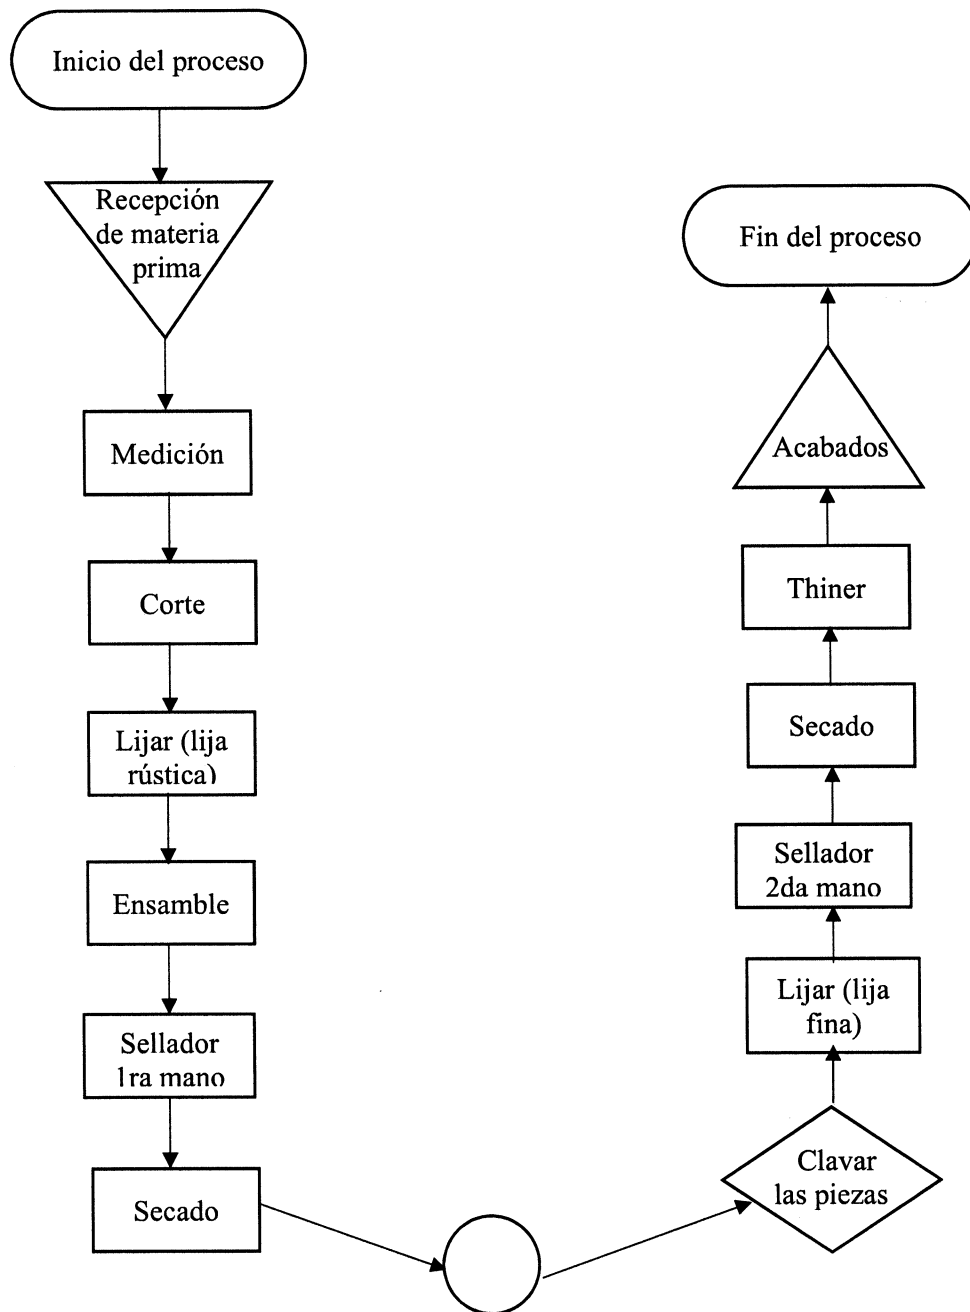 Inicio del proceso
Recepción
de materia
prima
Medición
Corte
Lijar (lija
rústica)
Ensamble
Sellador
1ra mano
Secado
Clavar
las piezas
Lijar (lija
fina)
Sellador
2da mano
Secado
Thiner
Acabados
Fin del proceso